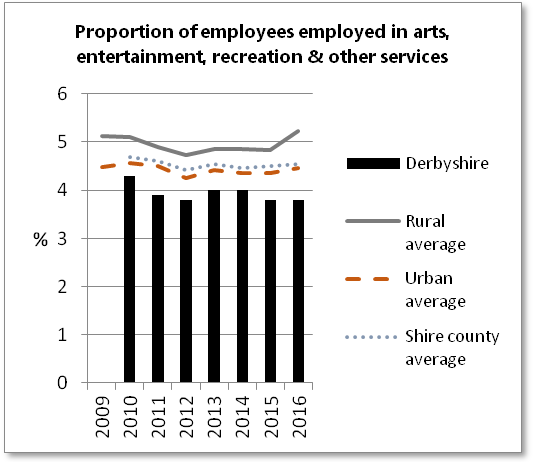 Proportion of employees employed in arts,
entertainment, recreation & other services
6
5
4
3
2
1
0
%
2009
2010
2011
2012
2013
2014
2015
2016
Derbyshire
Rural
average
Urban
average
Shire county
average